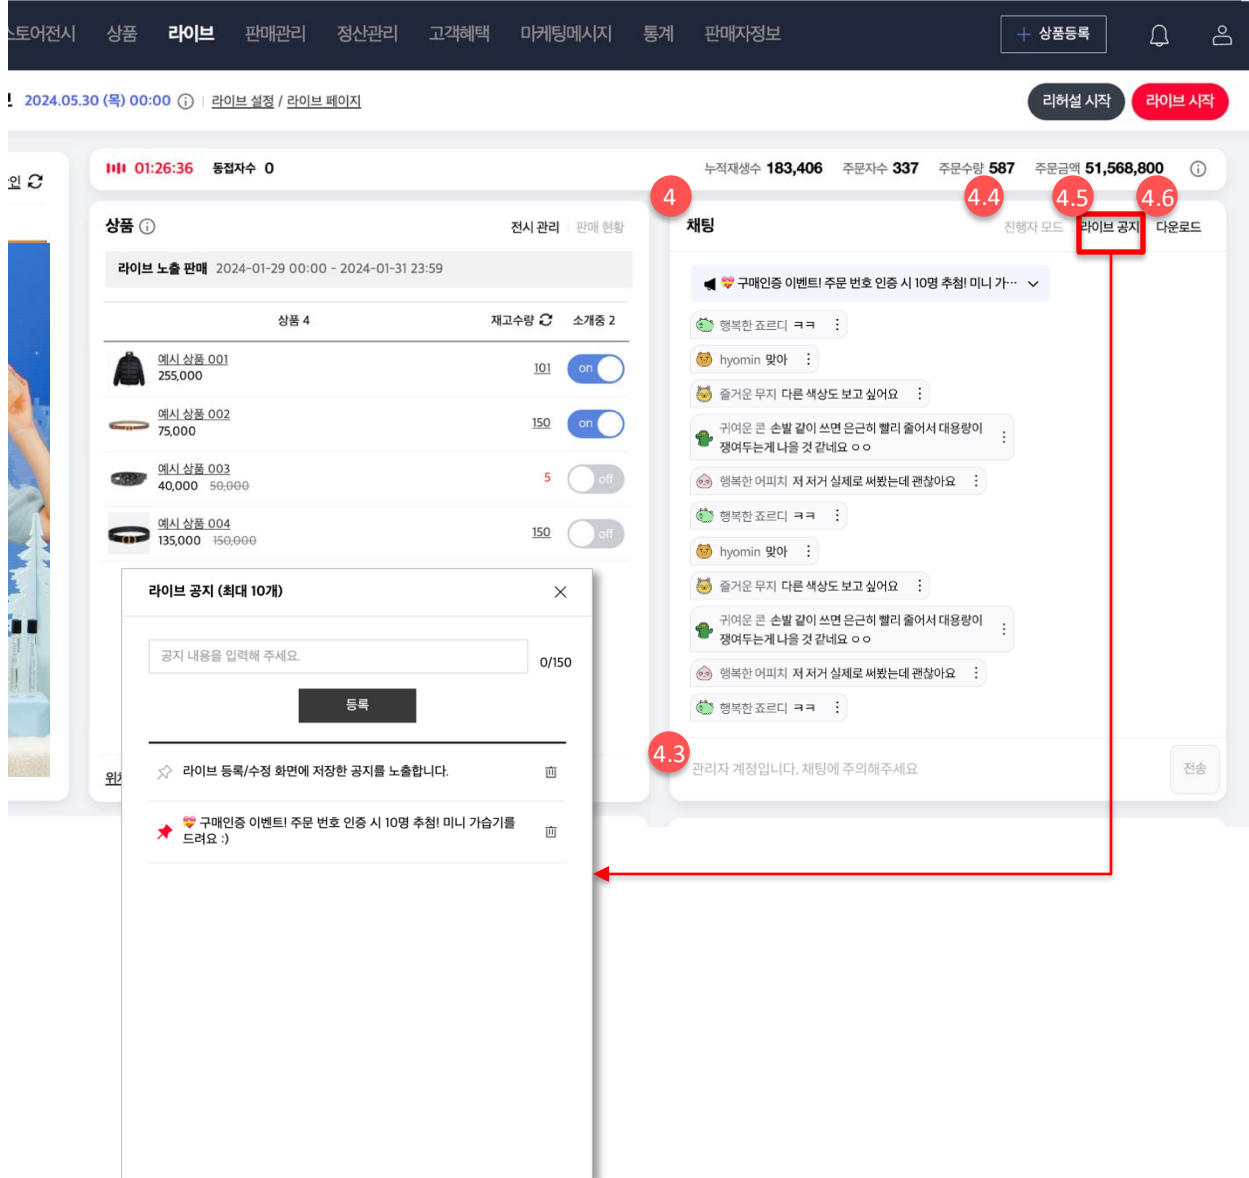 스토어전시 상품 라이브 판매관리 정산관리 고객혜택 마케팅메시지 통계 판매자정보 + 상품등록
2024.05.30 (목) 00:00 라이브 설정 / 라이브 페이지 리허설 시작 라이브 시작
01:26:36 동접자수 0 누적재생수 183,406 주문자수 337 주문수량 587 주문금액 51,568,800
4 4.4 4.5 4.6
상품 전시 관리 판매 현황
라이브 노출 판매 2024-01-29 00:00 - 2024-01-31 23:59
상품 4 재고수량 소개중 2
예시 상품 001
255,000
101 on
예시 상품 002
75,000
150 on
예시 상품 003
40,000 50,000
5 off
예시 상품 004
135,000 150,000
150 off
채팅 진행자 모드 라이브 공지 다운로드
💝 구매인증 이벤트! 주문 번호 인증 시 10명 추첨! 미니 가···
행복한 죠르디 ㅋㅋ
hyomin 맞아
즐거운 무지 다른 색상도 보고 싶어요
귀여운 콘 손발 같이 쓰면 은근히 빨리 줄어서 대용량이
쟁여두는게 나을 것 같네요 ㅇㅇ
행복한 어피치 저 저거 실제로 써봤는데 괜찮아요
행복한 죠르디 ㅋㅋ
hyomin 맞아
즐거운 무지 다른 색상도 보고 싶어요
귀여운 콘 손발 같이 쓰면 은근히 빨리 줄어서 대용량이
쟁여두는게 나을 것 같네요 ㅇㅇ
행복한 어피치 저 저거 실제로 써봤는데 괜찮아요
행복한 죠르디 ㅋㅋ
4.3
관리자 계정입니다. 채팅에 주의해주세요 전송
라이브 공지 (최대 10개)
공지 내용을 입력해 주세요. 0/150
등록
라이브 등록/수정 화면에 저장한 공지를 노출합니다.
💝 구매인증 이벤트! 주문 번호 인증 시 10명 추첨! 미니 가습기를
드려요 :)